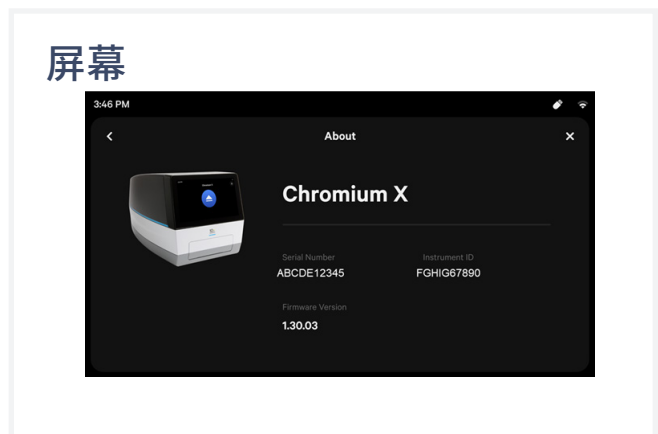 屏幕
3:46 PM
About
Chromium X
Serial Number Instrument ID
ABCDE12345 FGHIG67890
Firmware Version
1.30.03